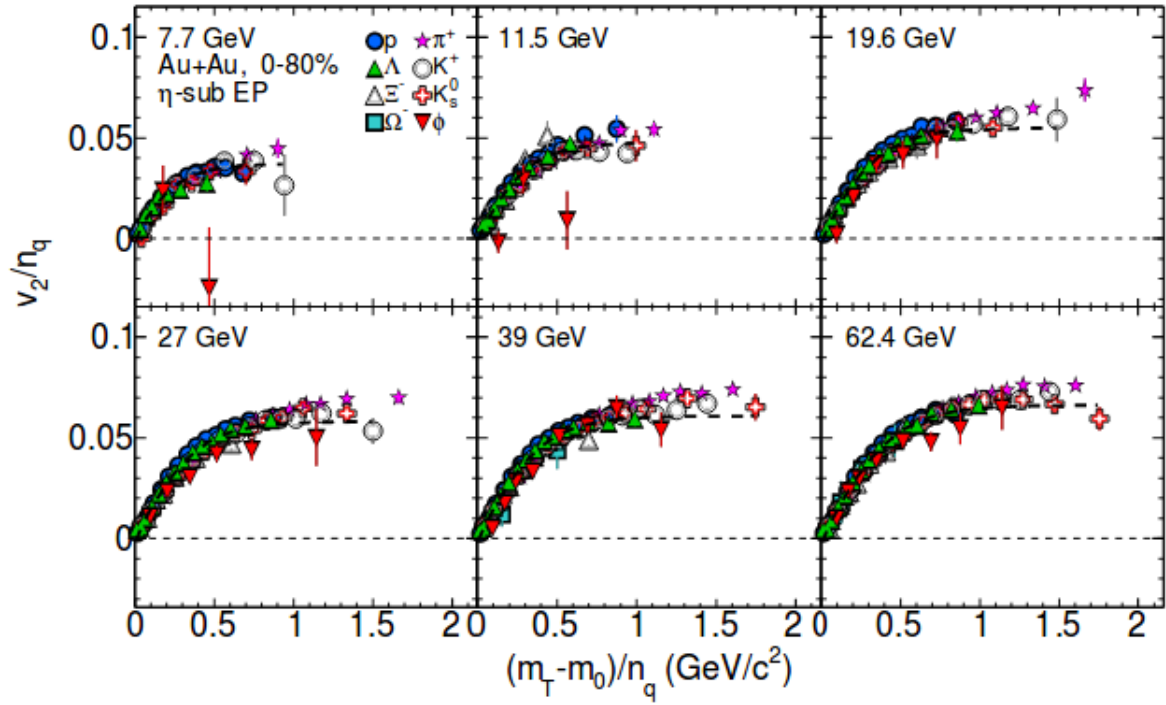 7.7 GeV
Au+Au, 0-80%
η-sub EP
p π⁺
Λ K⁺
Ξ⁻ K⁰ₛ
Ω⁻ ϕ
11.5 GeV
19.6 GeV
0.1
0.05
0
27 GeV
39 GeV
62.4 GeV
0.1
0.05
0
v₂/n_q
0 0.5 1 1.5 2 0 0.5 1 1.5 2 0 0.5 1 1.5 2
(m_T-m₀)/n_q (GeV/c²)